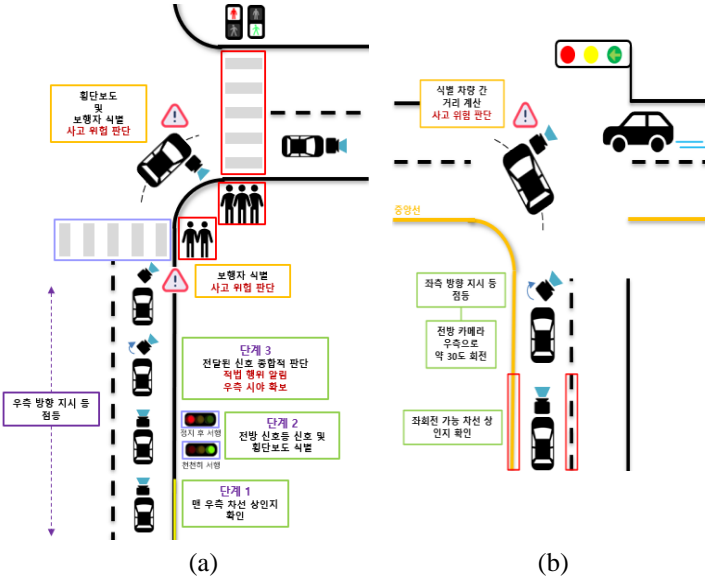 횡단보도
및
보행자 식별
사고 위험 판단
보행자 식별
사고 위험 판단
단계 3
전달된 신호 종합적 판단
적법 행위 알림
우측 시야 확보
우측 방향 지시 등
점등
정지 후 서행
천천히 서행
단계 2
전방 신호등 신호 및
횡단보도 식별
단계 1
맨 우측 차선 상인지
확인
(a)
식별 차량 간
거리 계산
사고 위험 판단
중앙선
좌측 방향 지시 등
점등
전방 카메라
우측으로
약 30도 회전
좌회전 가능 차선 상
인지 확인
(b)